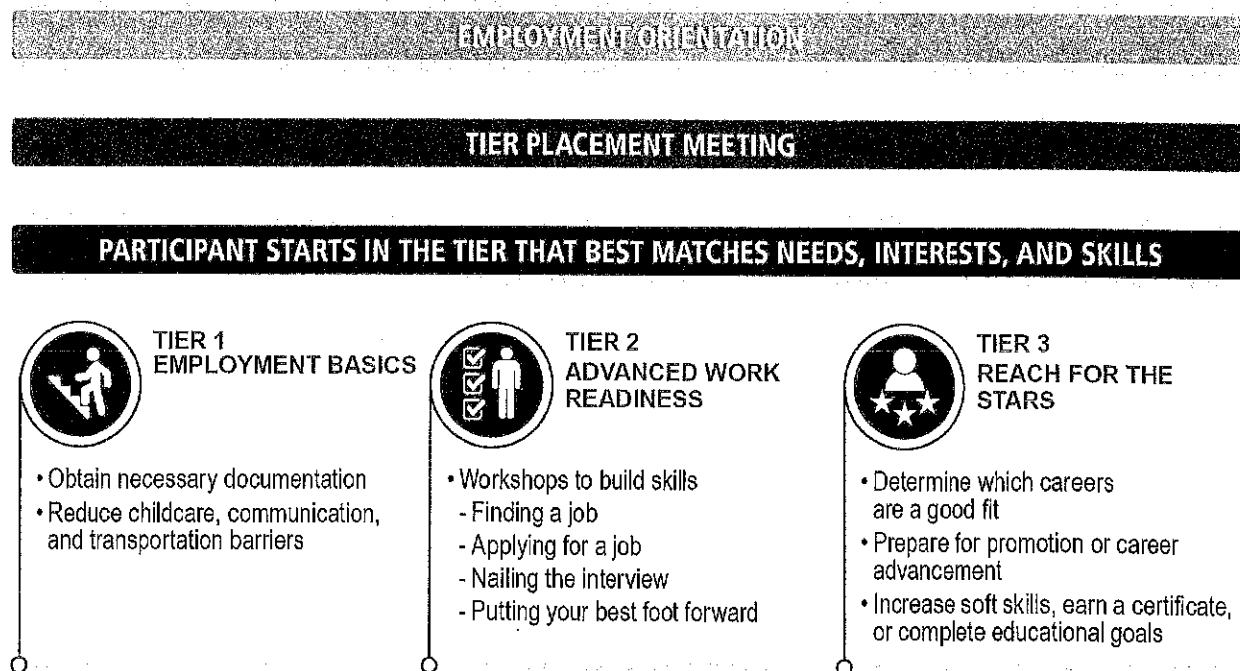 EMPLOYMENT ORIENTATION
TIER PLACEMENT MEETING
PARTICIPANT STARTS IN THE TIER THAT BEST MATCHES NEEDS, INTERESTS, AND SKILLS
TIER 1
EMPLOYMENT BASICS
• Obtain necessary documentation
• Reduce childcare, communication,
and transportation barriers
TIER 2
ADVANCED WORK
READINESS
• Workshops to build skills
- Finding a job
- Applying for a job
- Nailing the interview
- Putting your best foot forward
TIER 3
REACH FOR THE
STARS
• Determine which careers
are a good fit
• Prepare for promotion or career
advancement
• Increase soft skills, earn a certificate,
or complete educational goals